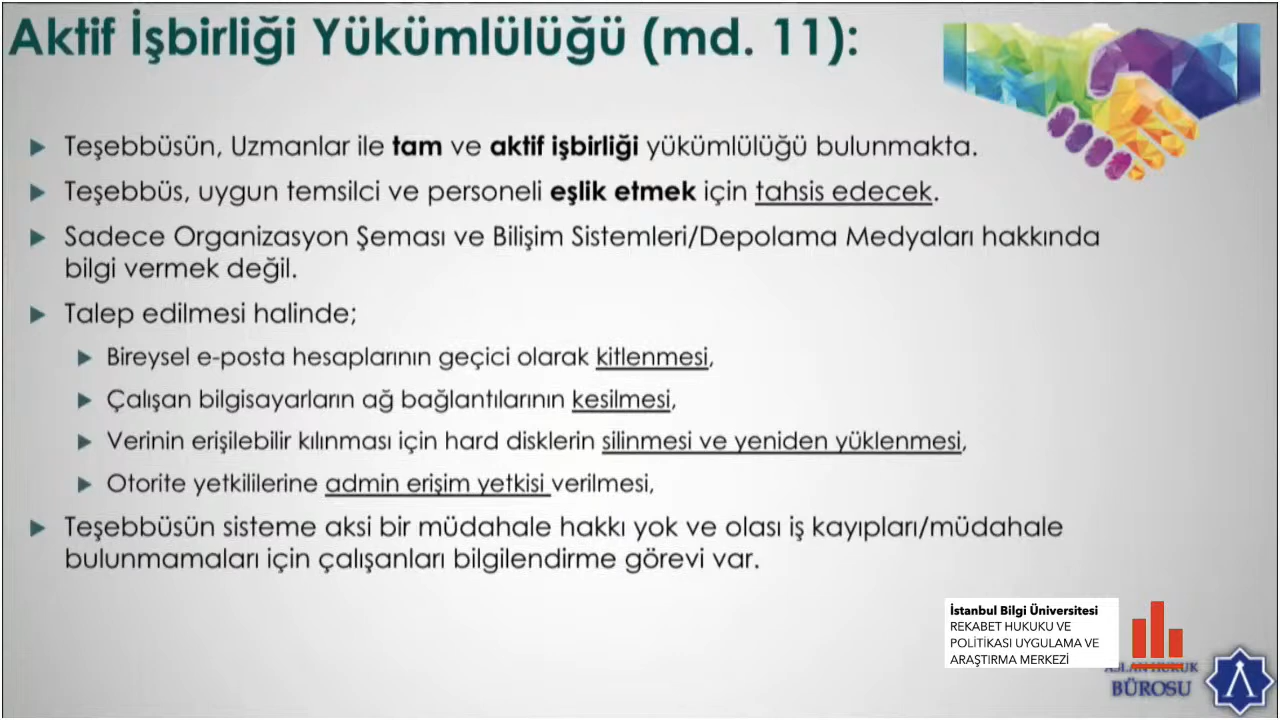 Aktif İşbirliği Yükümlülüğü (md. 11):
Teşebbüsün, Uzmanlar ile tam ve aktif işbirliği yükümlülüğü bulunmakta.
Teşebbüs, uygun temsilci ve personeli eşlik etmek için tahsis edecek.
Sadece Organizasyon Şeması ve Bilişim Sistemleri/Depolama Medyaları hakkında
bilgi vermek değil.
Talep edilmesi halinde;
Bireysel e-posta hesaplarının geçici olarak kitlenmesi,
Çalışan bilgisayarların ağ bağlantılarının kesilmesi,
Verinin erişilebilir kılınması için hard disklerin silinmesi ve yeniden yüklenmesi,
Otorite yetkililerine admin erişim yetkisi verilmesi,
Teşebbüsün sisteme aksi bir müdahale hakkı yok ve olası iş kayıpları/müdahale
bulunmamaları için çalışanları bilgilendirme görevi var.
İstanbul Bilgi Üniversitesi
REKABET HUKUKU VE
POLİTİKASI UYGULAMA VE
ARAŞTIRMA MERKEZİ
ASLAN HUKUK
BÜROSU